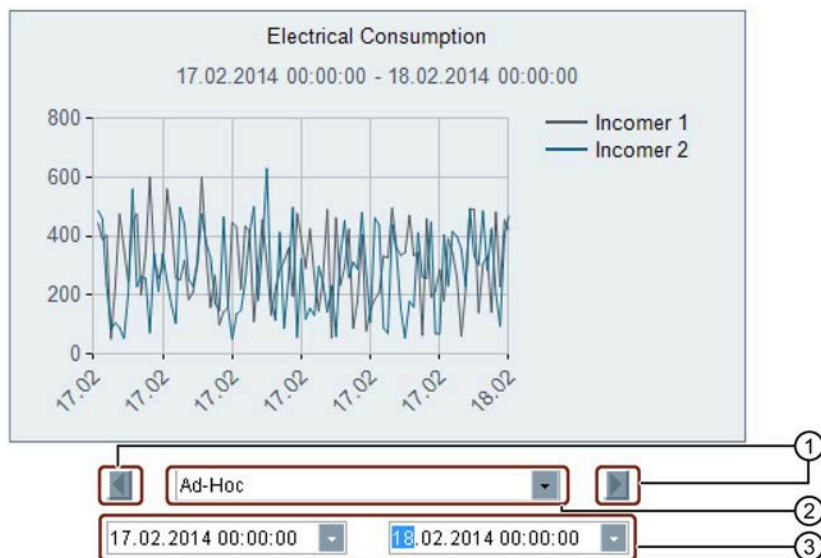 Electrical Consumption
17.02.2014 00:00:00 - 18.02.2014 00:00:00
800
600
400
200
0
Incomer 1
Incomer 2
17.02 17.02 17.02 17.02 17.02 17.02 18.02
1
Ad-Hoc
2
17.02.2014 00:00:00 18.02.2014 00:00:00
3